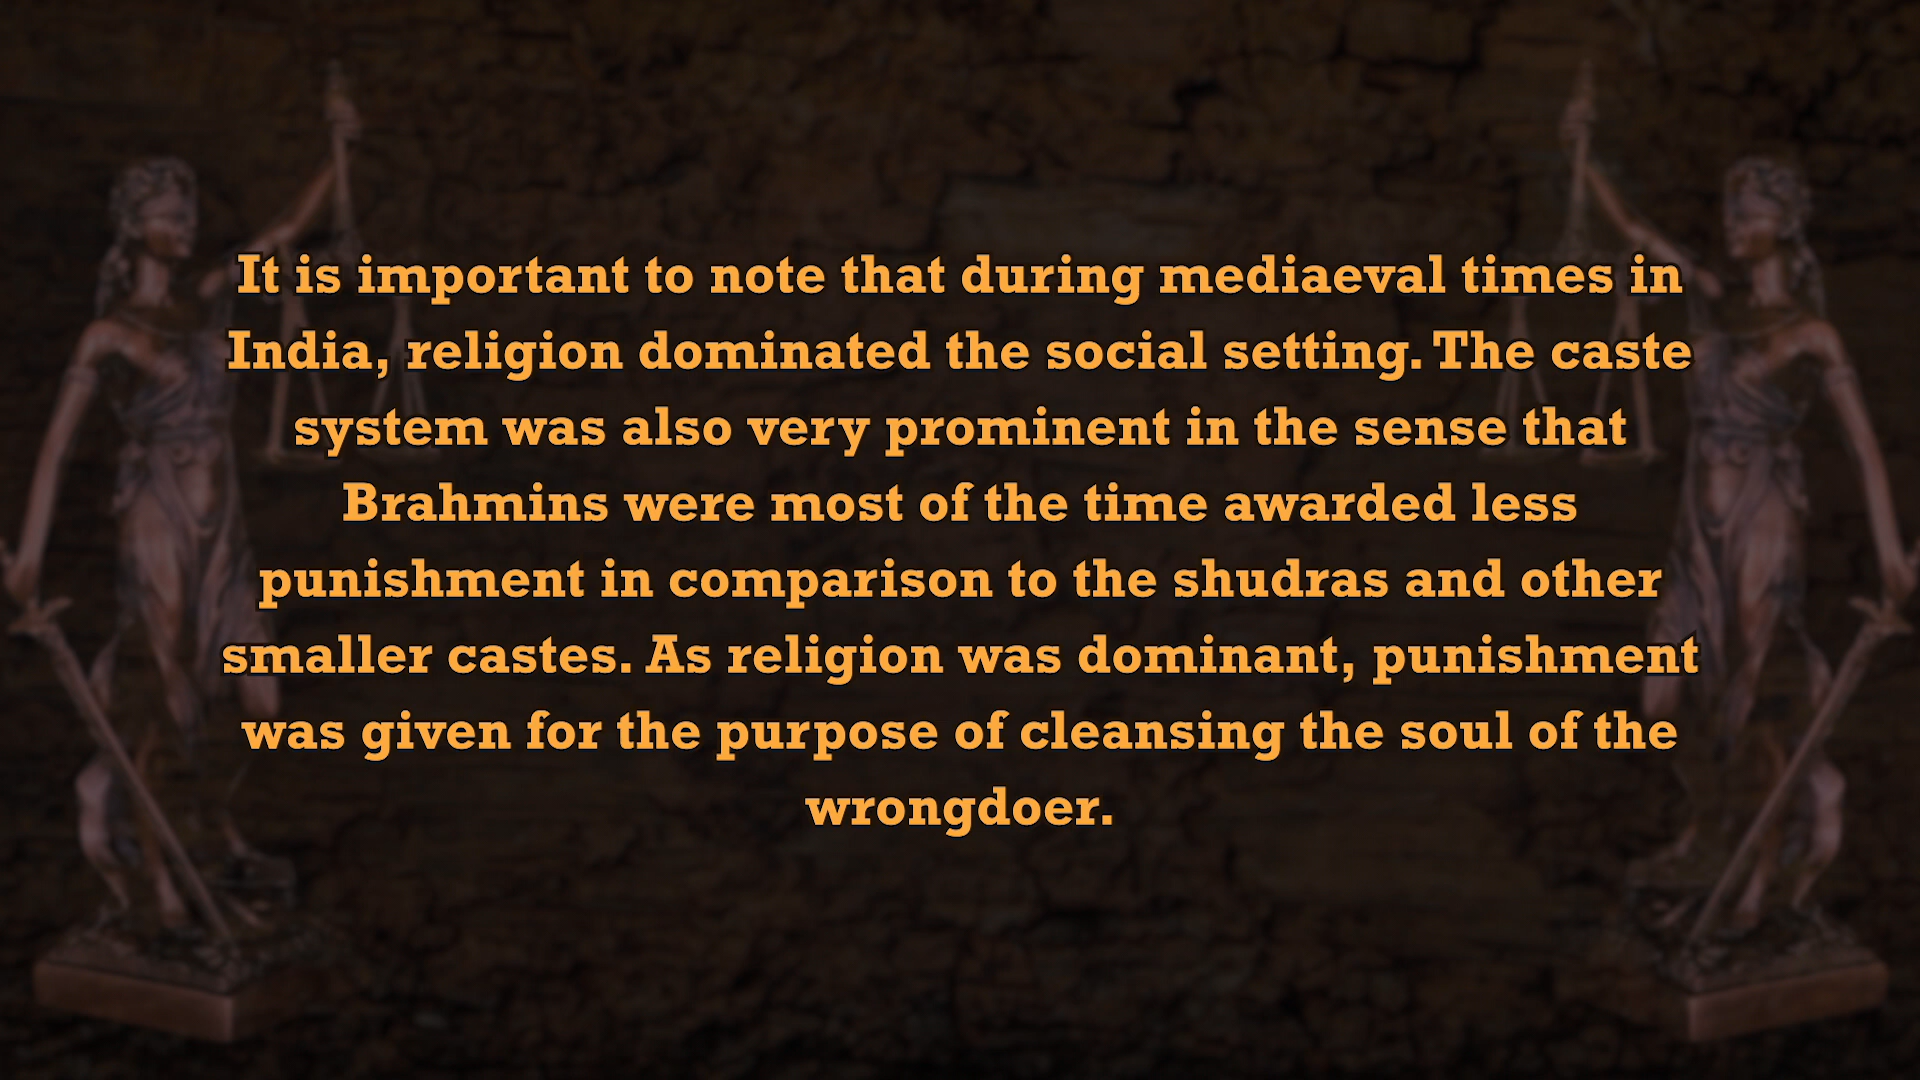 It is important to note that during mediaeval times in
India, religion dominated the social setting. The caste
system was also very prominent in the sense that
Brahmins were most of the time awarded less
punishment in comparison to the shudras and other
smaller castes. As religion was dominant, punishment
was given for the purpose of cleansing the soul of the
wrongdoer.